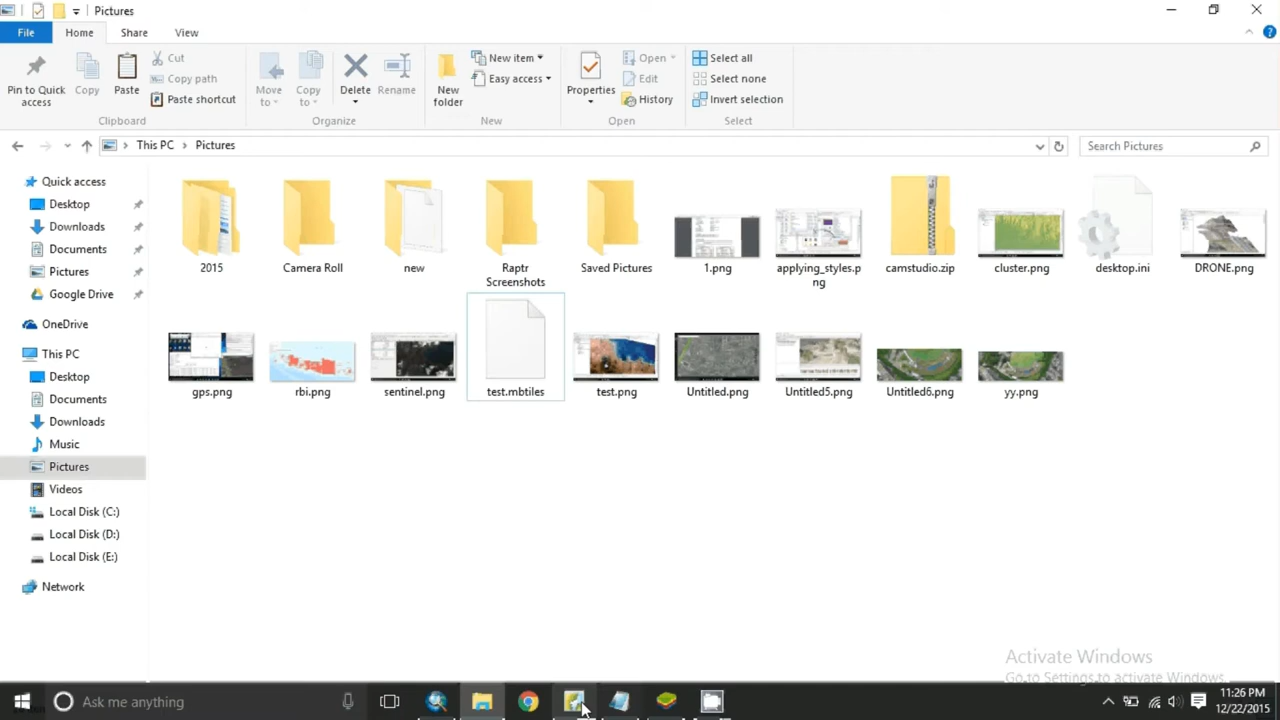 Pictures
File Home Share View
Pin to Quick access
Copy
Paste
Cut
Copy path
Paste shortcut
Clipboard
Move to
Copy to
Delete
Rename
Organize
New folder
New item
Easy access
New
Properties
Open
Edit
History
Open
Select all
Select none
Invert selection
Select
This PC Pictures
Search Pictures
Quick access
Desktop
Downloads
Documents
Pictures
Google Drive
OneDrive
This PC
Desktop
Documents
Downloads
Music
Pictures
Videos
Local Disk (C:)
Local Disk (D:)
Local Disk (E:)
Network
2015
Camera Roll
new
Raptr Screenshots
Saved Pictures
1.png
applying_styles.p
ng
camstudio.zip
cluster.png
desktop.ini
DRONE.png
gps.png
rbi.png
sentinel.png
test.mbtiles
test.png
Untitled.png
Untitled5.png
Untitled6.png
yy.png
Activate Windows
Go to Settings to activate Windows.
Ask me anything
11:26 PM
12/22/2015